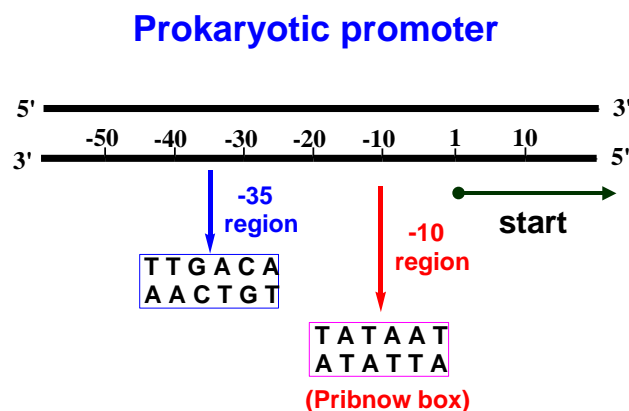 Prokaryotic promoter
5' 3'
-50 -40 -30 -20 -10 1 10
3' 5'
-35
region
start
-10
region
T T G A C A
A A C T G T
T A T A A T
A T A T T A
(Pribnow box)